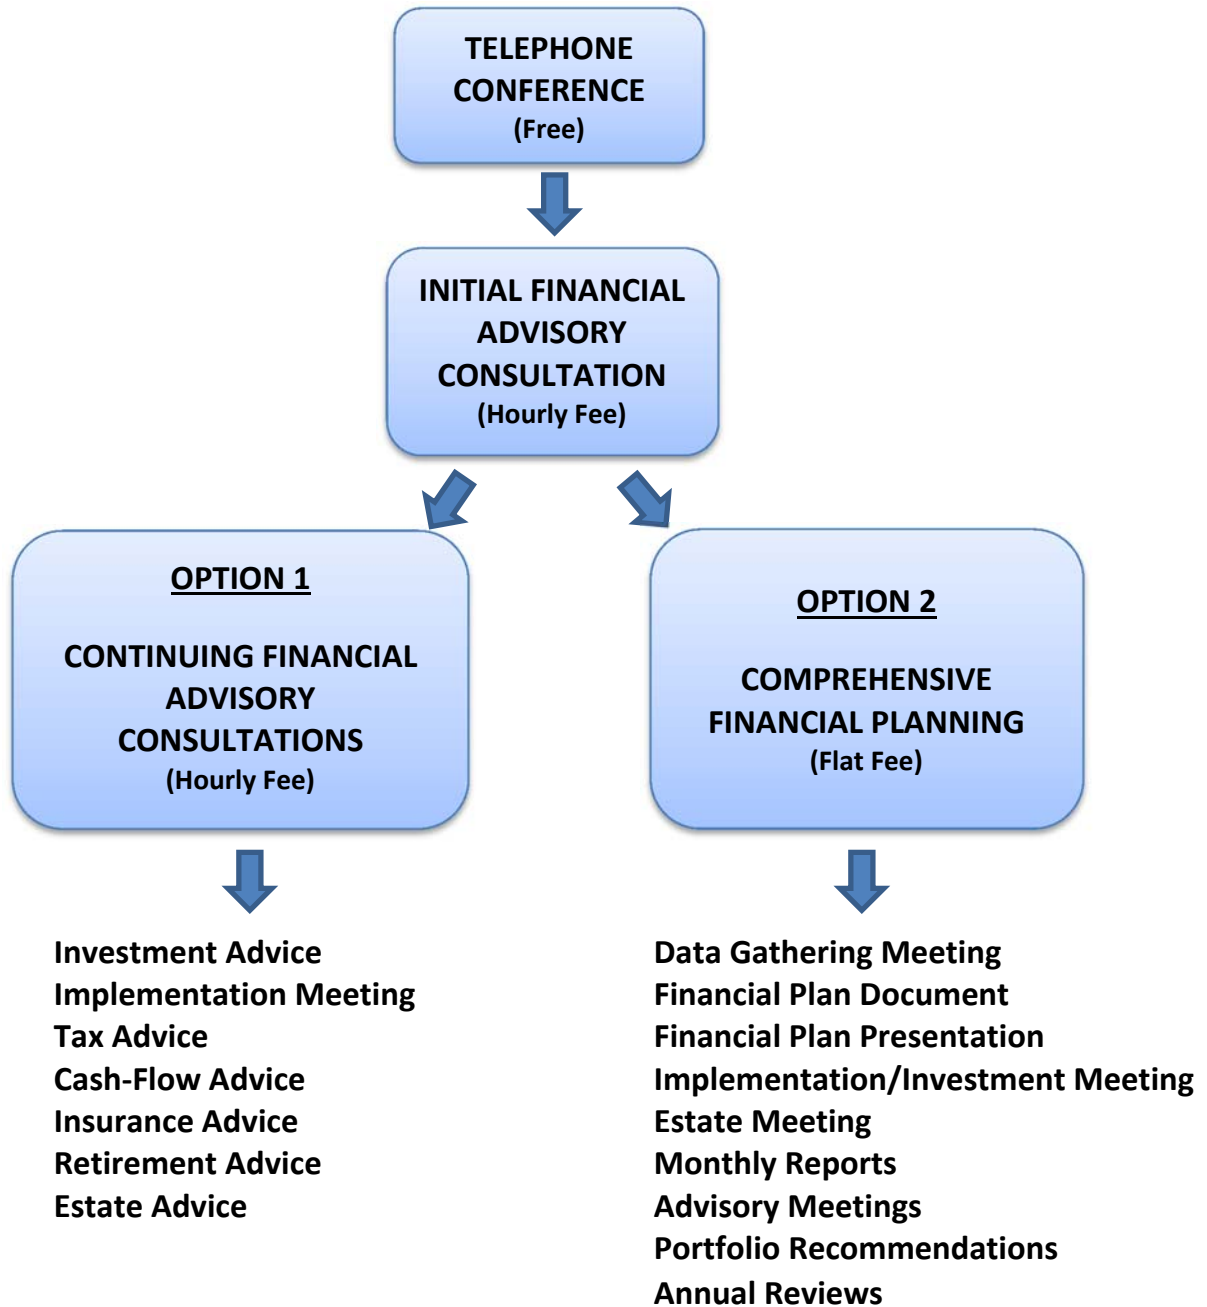 TELEPHONE
CONFERENCE
(Free)
INITIAL FINANCIAL
ADVISORY
CONSULTATION
(Hourly Fee)
OPTION 1
CONTINUING FINANCIAL
ADVISORY
CONSULTATIONS
(Hourly Fee)
OPTION 2
COMPREHENSIVE
FINANCIAL PLANNING
(Flat Fee)
Investment Advice
Implementation Meeting
Tax Advice
Cash-Flow Advice
Insurance Advice
Retirement Advice
Estate Advice
Data Gathering Meeting
Financial Plan Document
Financial Plan Presentation
Implementation/Investment Meeting
Estate Meeting
Monthly Reports
Advisory Meetings
Portfolio Recommendations
Annual Reviews